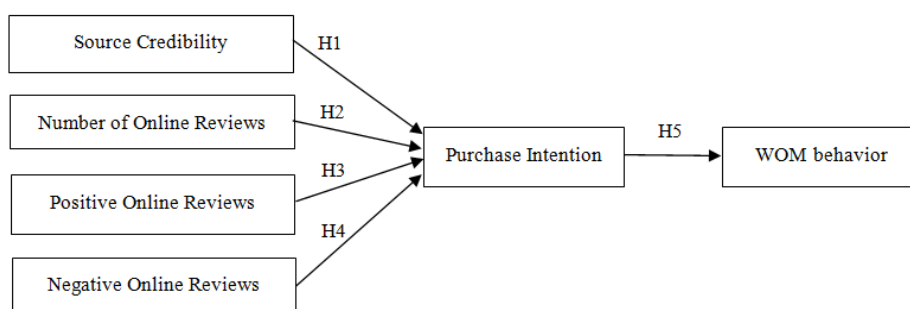 Source Credibility
H1
Number of Online Reviews
H2
Purchase Intention
H5
WOM behavior
H3
Positive Online Reviews
H4
Negative Online Reviews